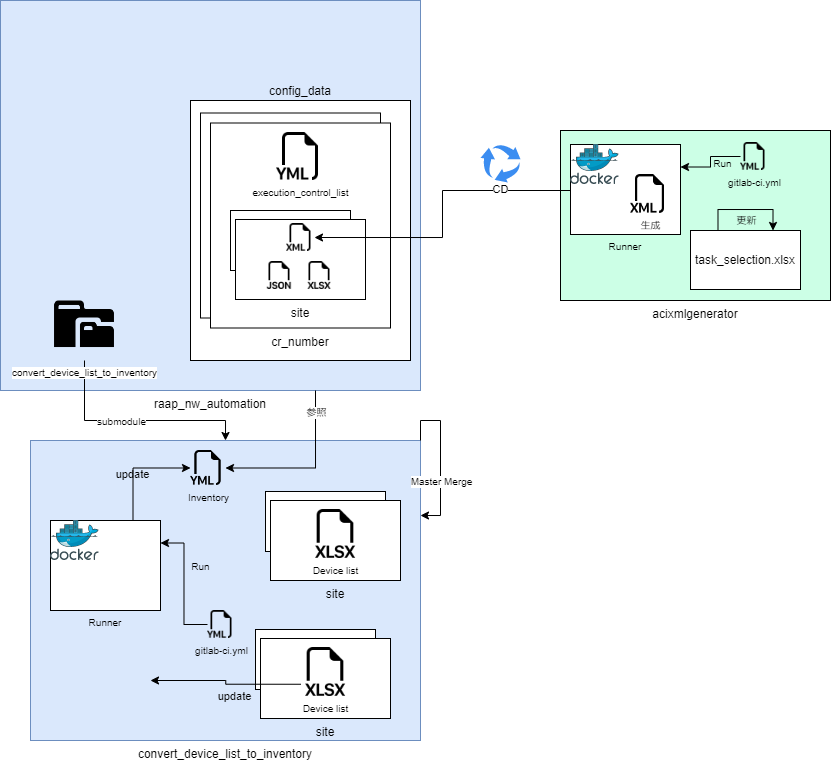 config_data
YML
execution_control_list
XML
JSON
XLSX
site
cr_number
CD
docker
XML
生成
Runner
Run
YML
gitlab-ci.yml
更新
task_selection.xlsx
acixmlgenerator
convert_device_list_to_inventory
raap_nw_automation
参照
submodule
update
YML
Inventory
Master Merge
docker
Runner
Run
XLSX
Device list
site
YML
gitlab-ci.yml
update
XLSX
Device list
site
convert_device_list_to_inventory